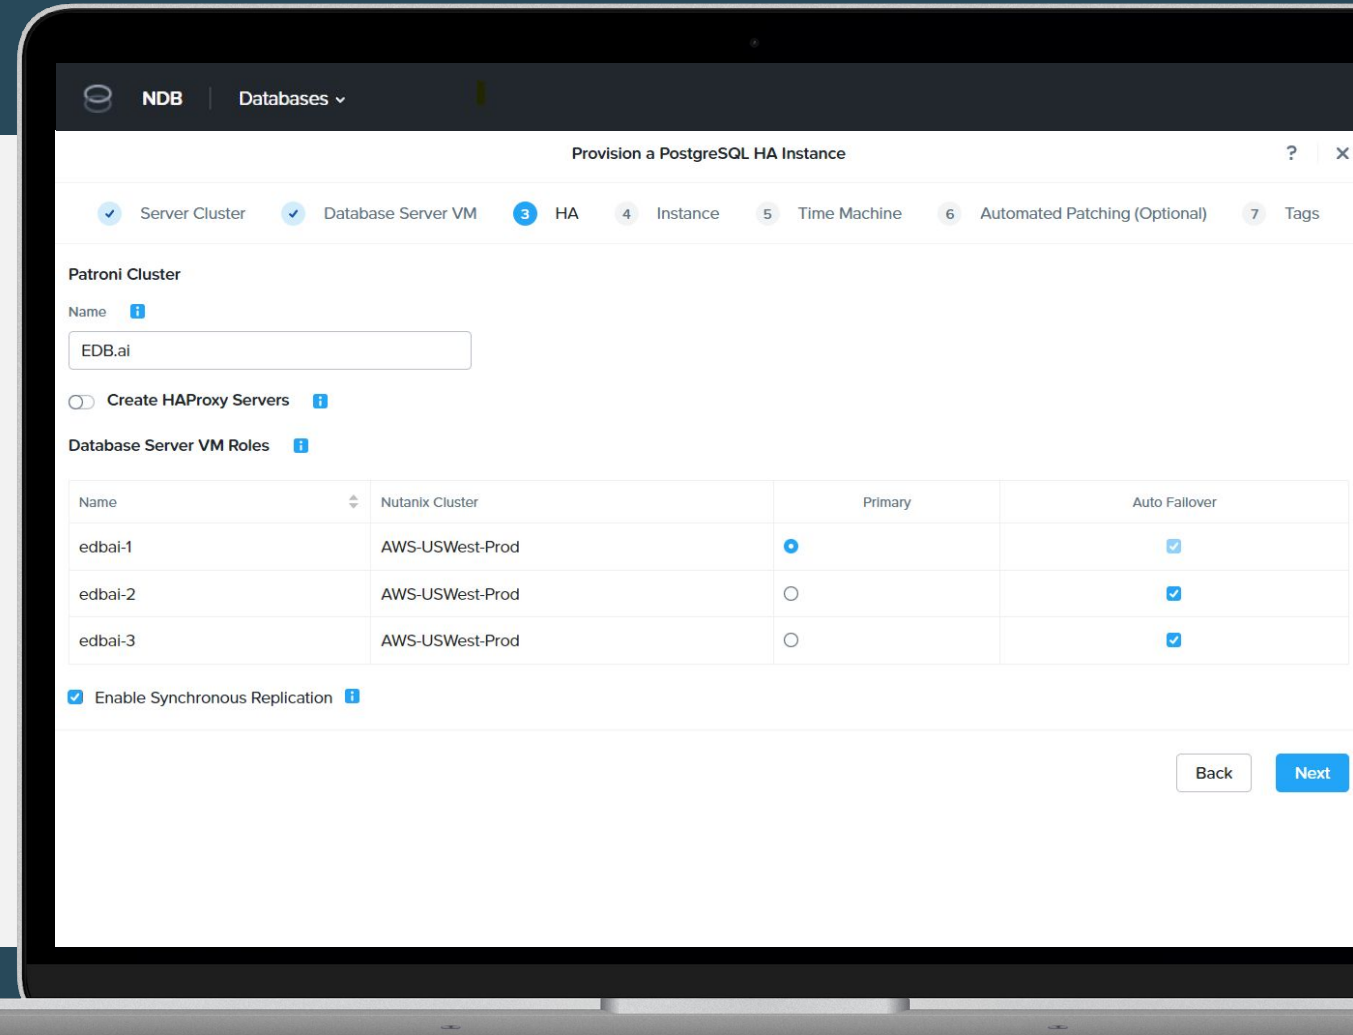 NDB Databases
Provision a PostgreSQL HA Instance ?
Server Cluster Database Server VM 3 HA 4 Instance 5 Time Machine 6 Automated Patching (Optional) 7 Tags
Patroni Cluster
Name i
EDB.ai
Create HAProxy Servers i
Database Server VM Roles i
Name Nutanix Cluster Primary Auto Failover
edbai-1 AWS-USWest-Prod
edbai-2 AWS-USWest-Prod
edbai-3 AWS-USWest-Prod
Enable Synchronous Replication i
Back Next